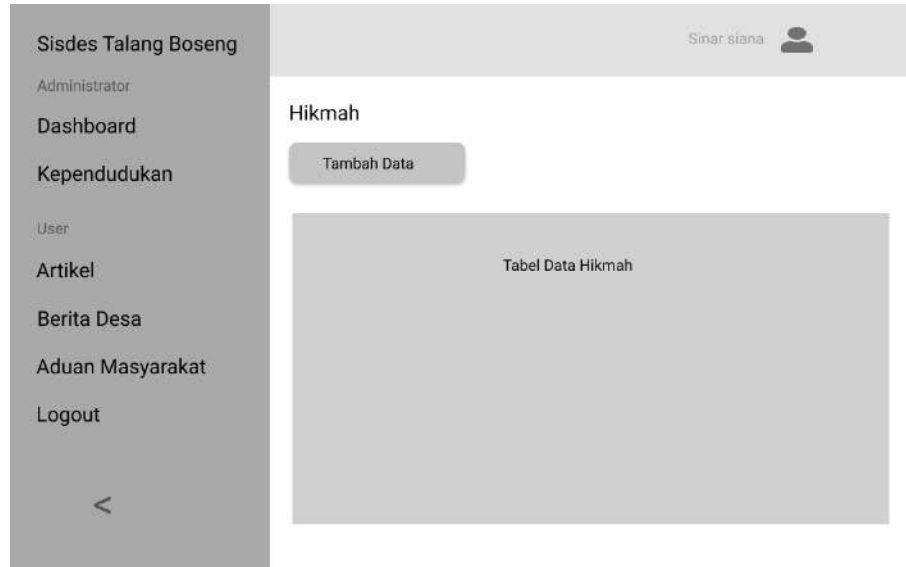 Sisdes Talang Boseng
Administrator
Dashboard
Kependudukan
User
Artikel
Berita Desa
Aduan Masyarakat
Logout
<
Sinar siana
Hikmah
Tambah Data
Tabel Data Hikmah